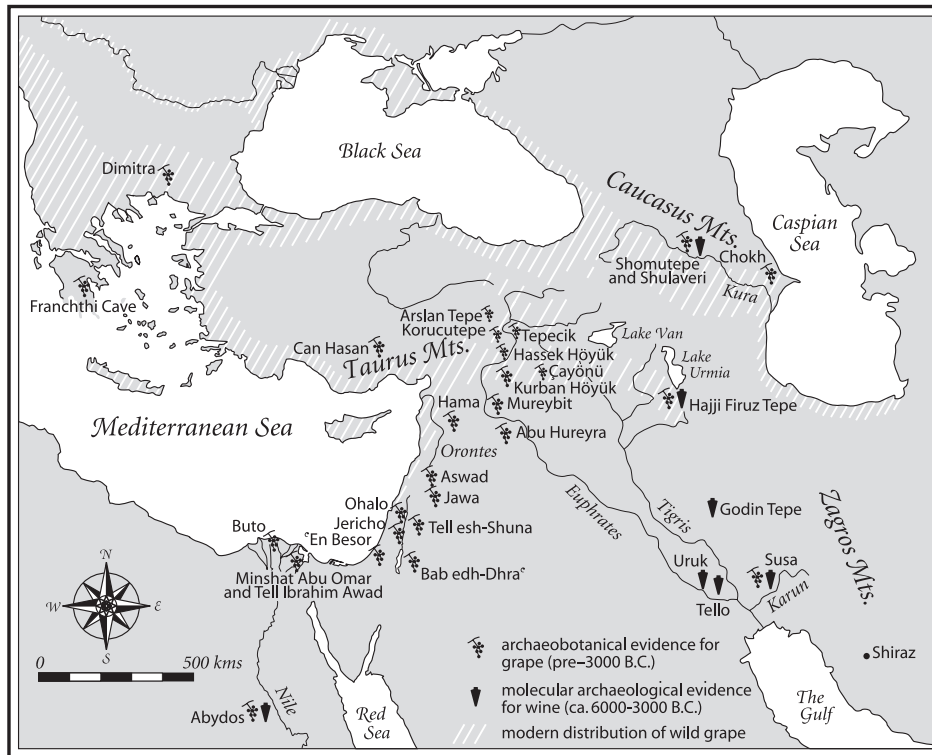 Black Sea
Dimitra
Caucasus Mts.
Caspian
Sea
Shomutepe
and Shulaveri
Chokh
Kura
Franchthi Cave
Arslan Tepe
Korucutepe
Tepecik
Lake Van
Can Hasan
Taurus Mt.
Hassek Höyük
Çayönü
Lake
Urmia
Kurban Höyük
Hajji Firuz Tepe
Mureybit
Hama
Mediterranean Sea
Abu Hureyra
Orontes
Aswad
Jawa
Euphrates
Tigris
Godin Tepe
Zagros Mts.
Ohalo
Jericho
Tell esh-Shuna
ᶜEn Besor
Buto
Bab edh-Dhraᶜ
Minshat Abu Omar
and Tell Ibrahim Awad
Uruk
Susa
Tello
Karun
N
W
E
S
0
500 kms
archaeobotanical evidence for
grape (pre–3000 B.C.)
molecular archaeological evidence
for wine (ca. 6000-3000 B.C.)
modern distribution of wild grape
Shiraz
The
Gulf
Nile
Abydos
Red
Sea